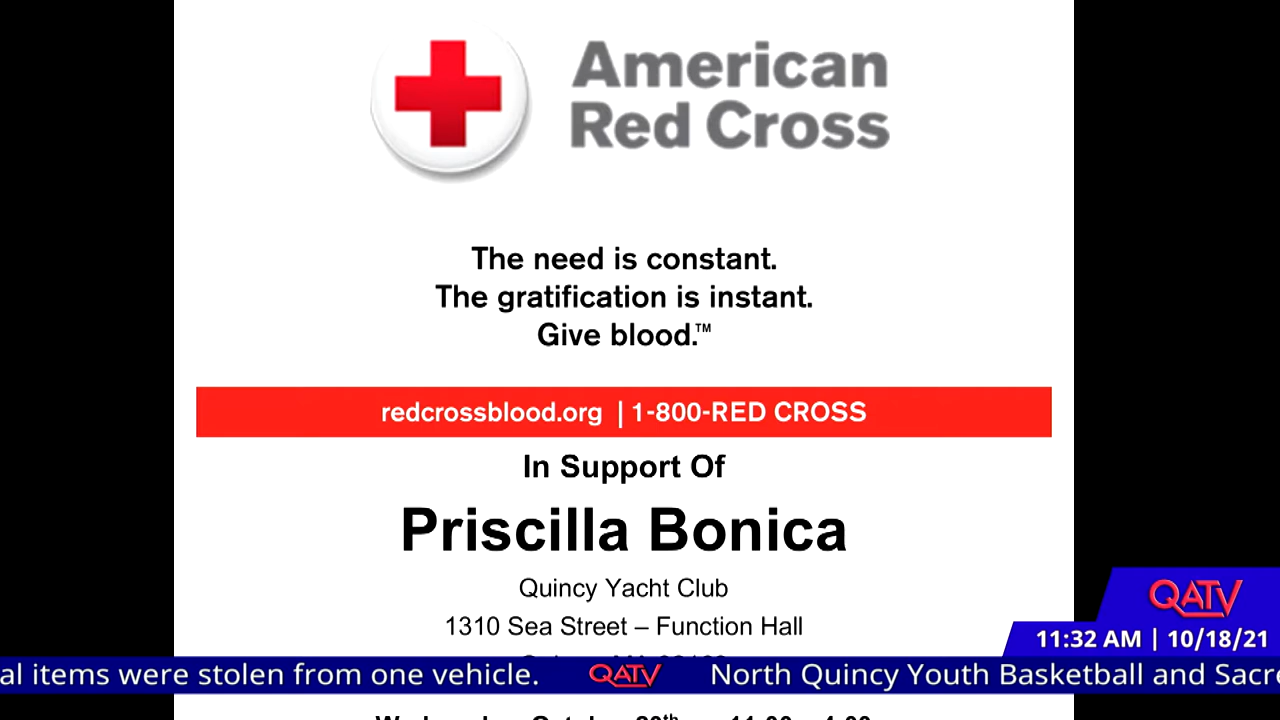 American
Red Cross
The need is constant.
The gratification is instant.
Give blood.™
redcrossblood.org | 1-800-RED CROSS
In Support Of
Priscilla Bonica
Quincy Yacht Club
1310 Sea Street – Function Hall
QATV
11:32 AM | 10/18/21
al items were stolen from one vehicle. QATV North Quincy Youth Basketball and Sacre